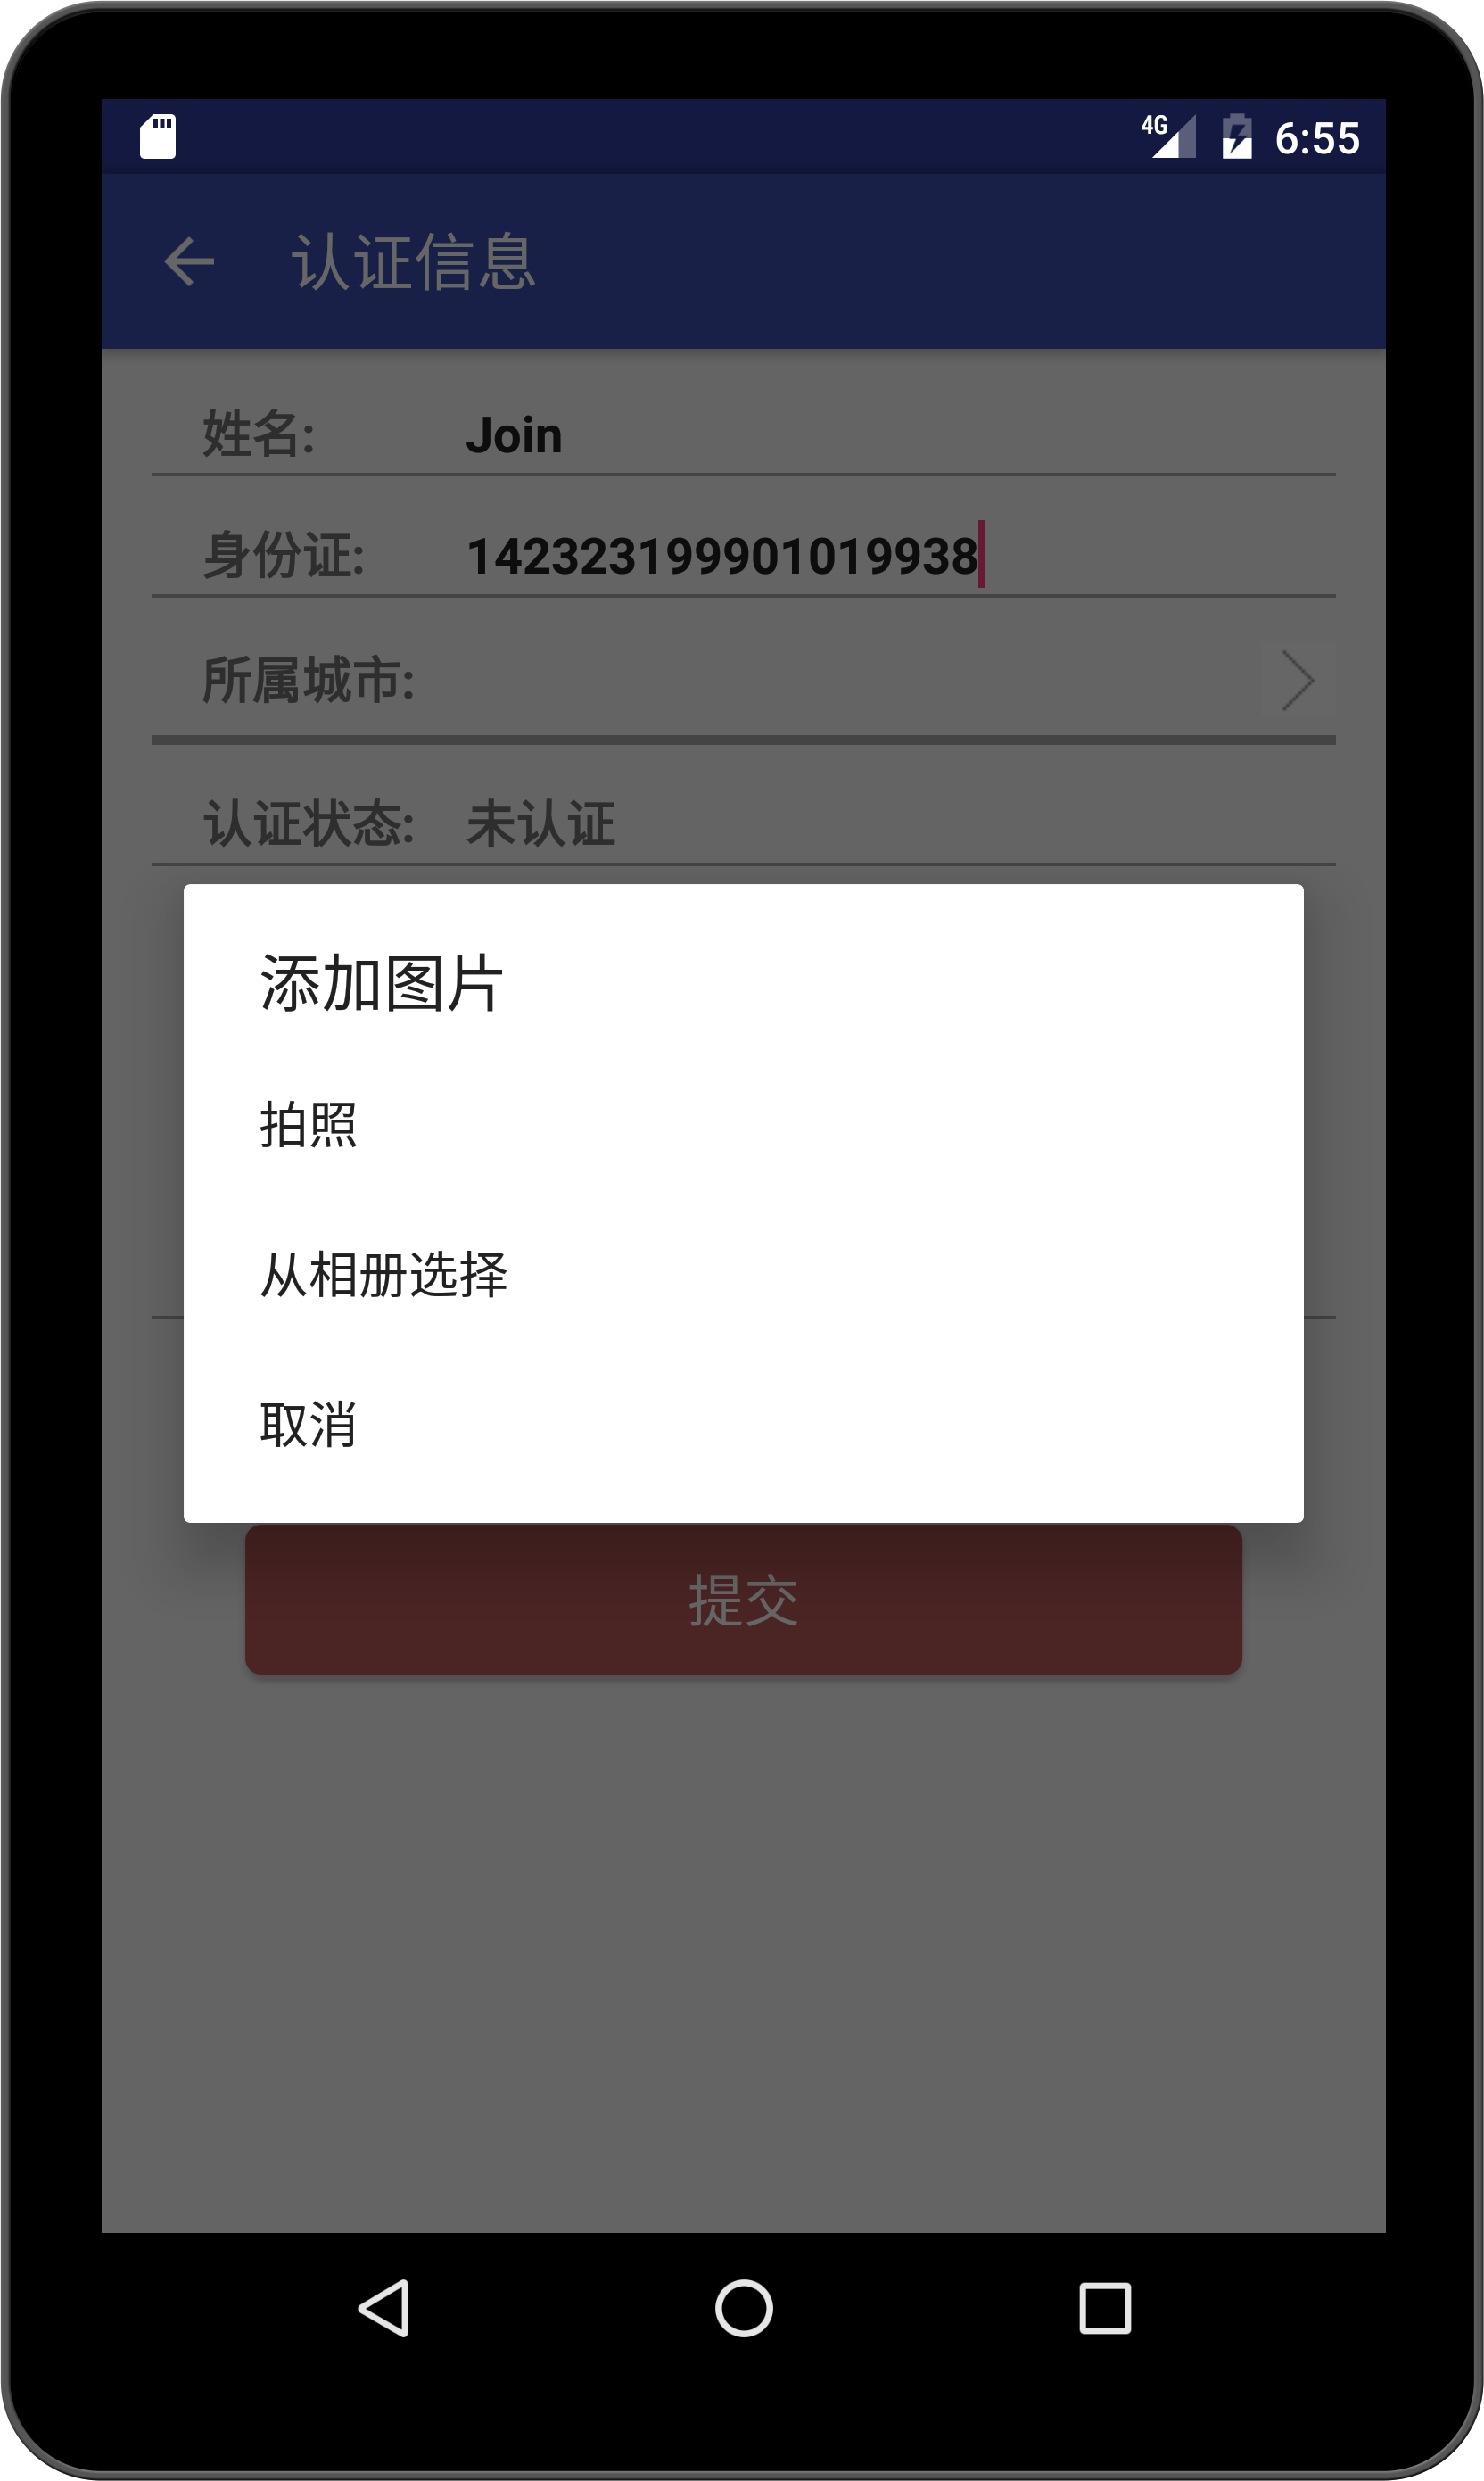 4G 6:55
认证信息
姓名: Join
身份证: 142323199901019938
所属城市:
认证状态: 未认证
添加图片
拍照
从相册选择
取消
提交